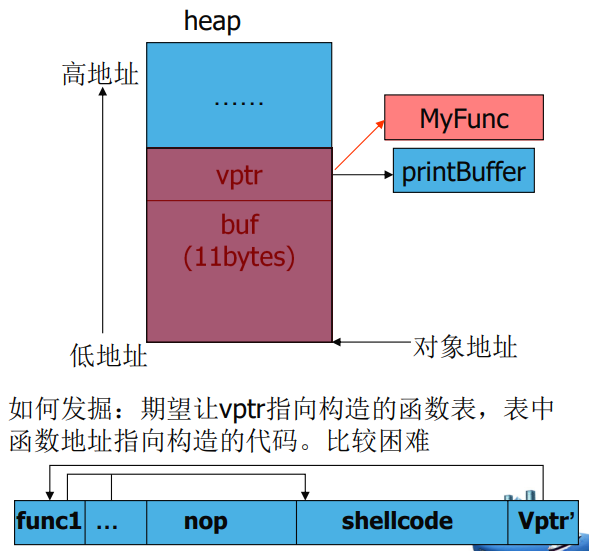 heap
高地址
……
MyFunc
vptr
printBuffer
buf
(11bytes)
对象地址
低地址
如何发掘：期望让vptr指向构造的函数表，表中
函数地址指向构造的代码。比较困难
func1 … nop shellcode Vptr’